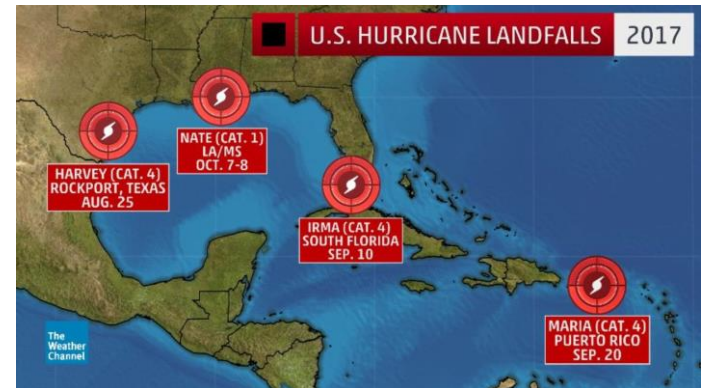 U.S. HURRICANE LANDFALLS 2017
NATE (CAT. 1)
LA/MS
OCT. 7-8
HARVEY (CAT. 4)
ROCKPORT, TEXAS
AUG. 25
IRMA (CAT. 4)
SOUTH FLORIDA
SEP. 10
MARIA (CAT. 4)
PUERTO RICO
SEP. 20
The
Weather
Channel